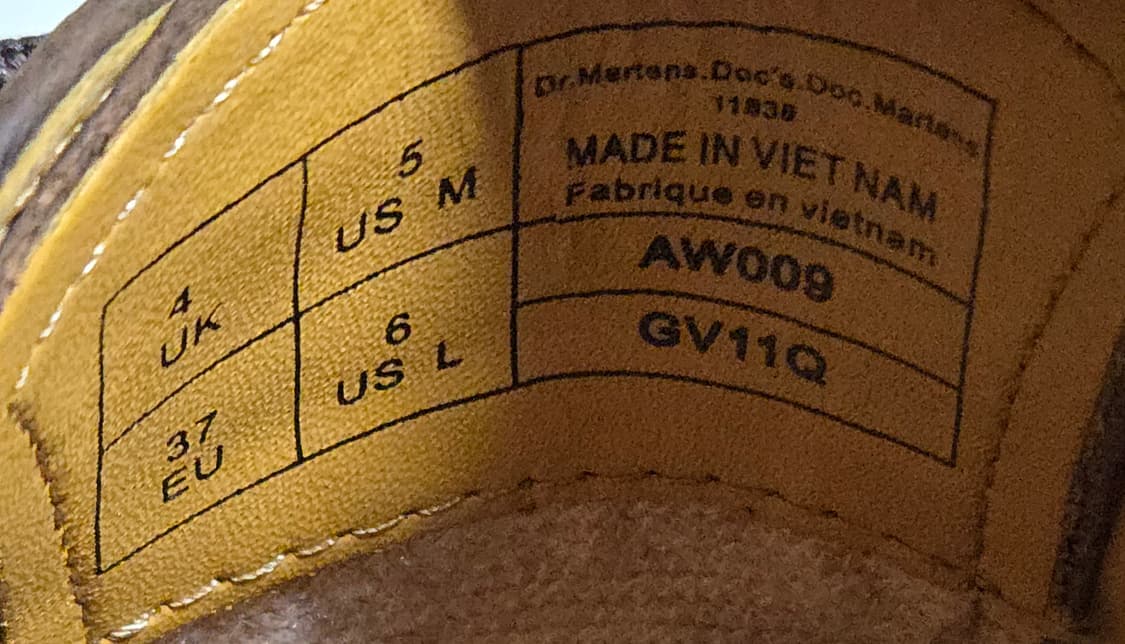 4
UK
5
US M
37
EU
6
US L
Dr.Martens.Doc's.Doc.Martens
11838
MADE IN VIET NAM
Fabrique en vietnam
AW009
GV11Q